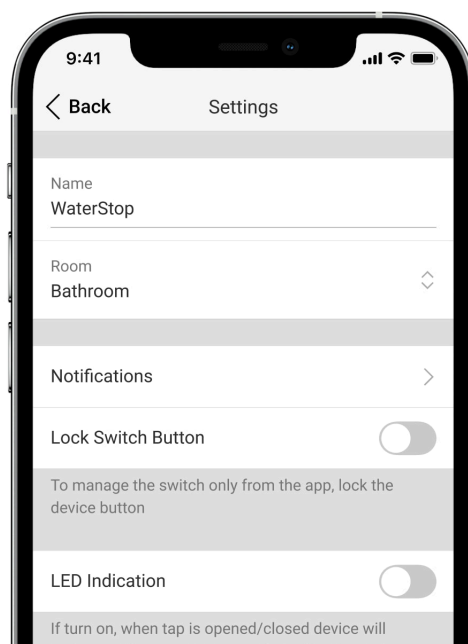 9:41
Back Settings
Name
WaterStop
Room
Bathroom
Notifications
Lock Switch Button
To manage the switch only from the app, lock the
device button
LED Indication
If turn on, when tap is opened/closed device will